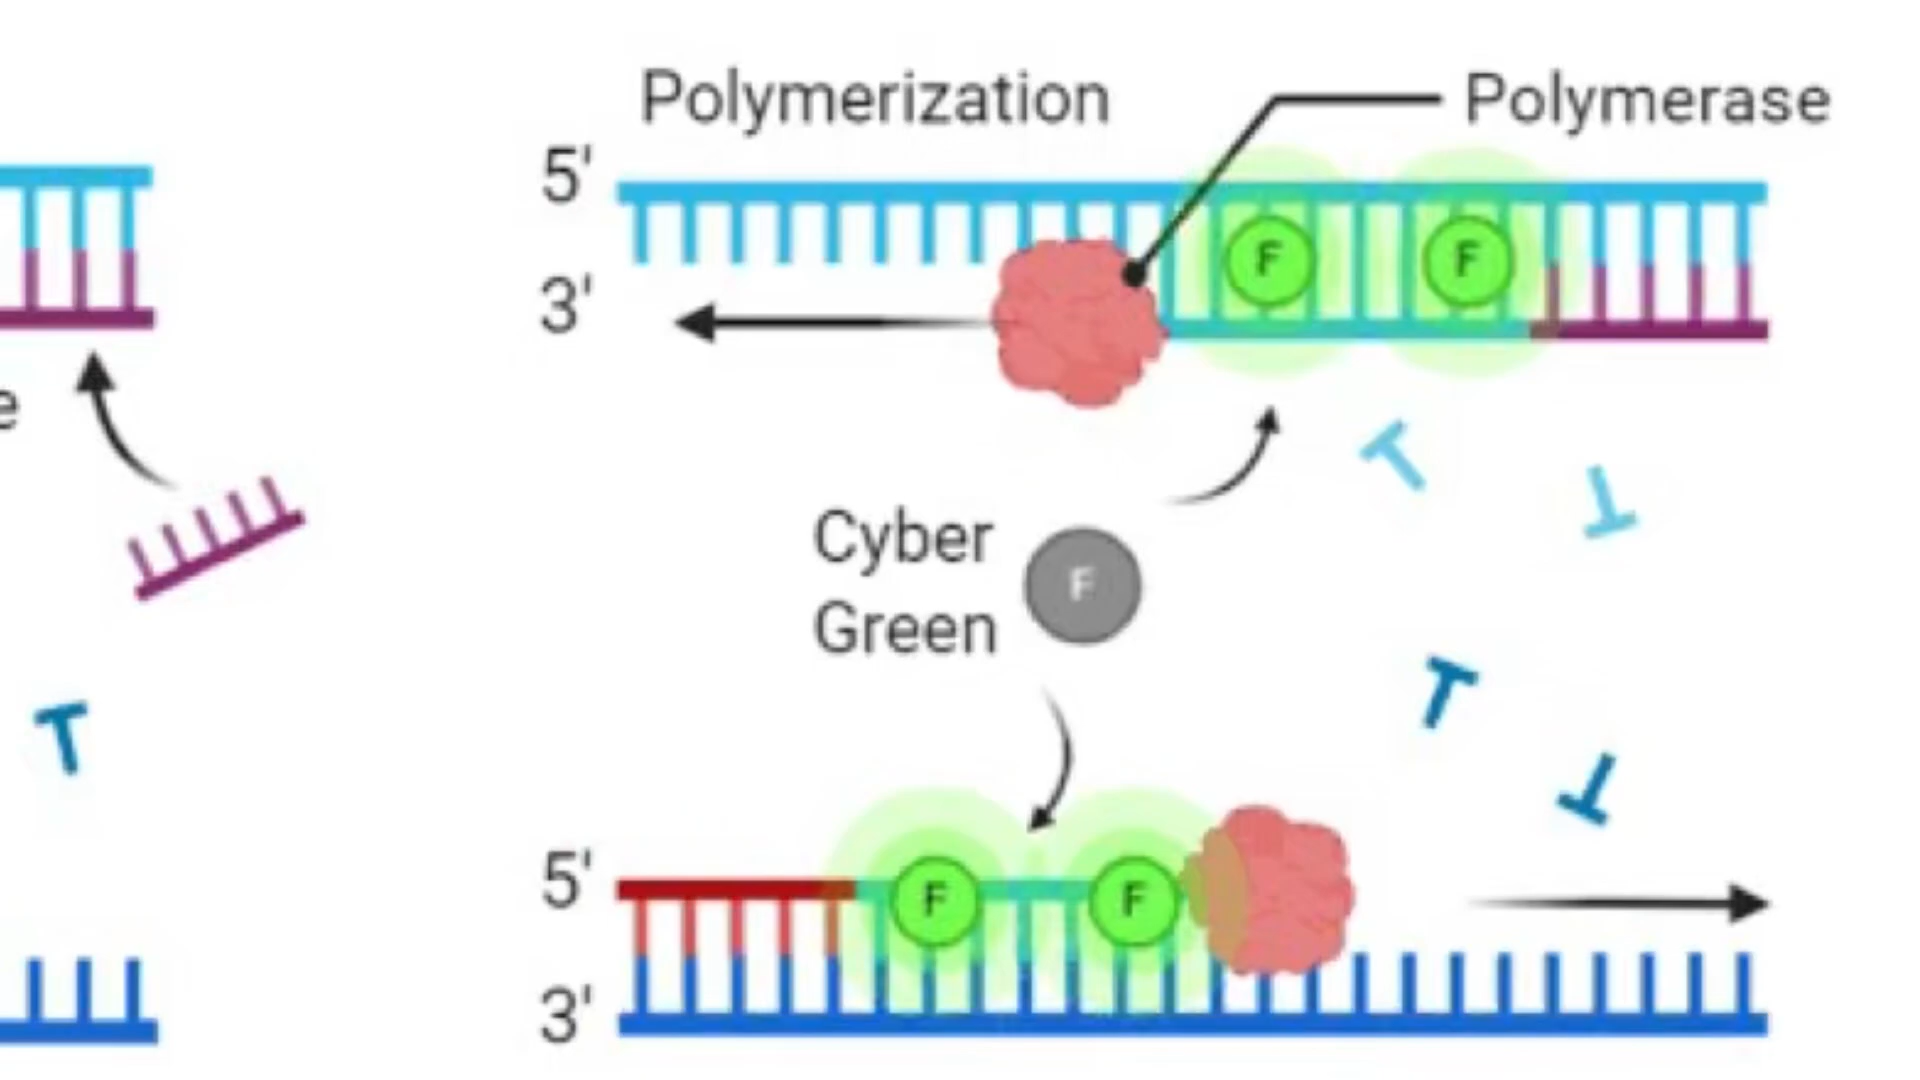 Polymerization
Polymerase
5'
3'
F
F
e
Cyber
Green
F
5'
F
F
3'